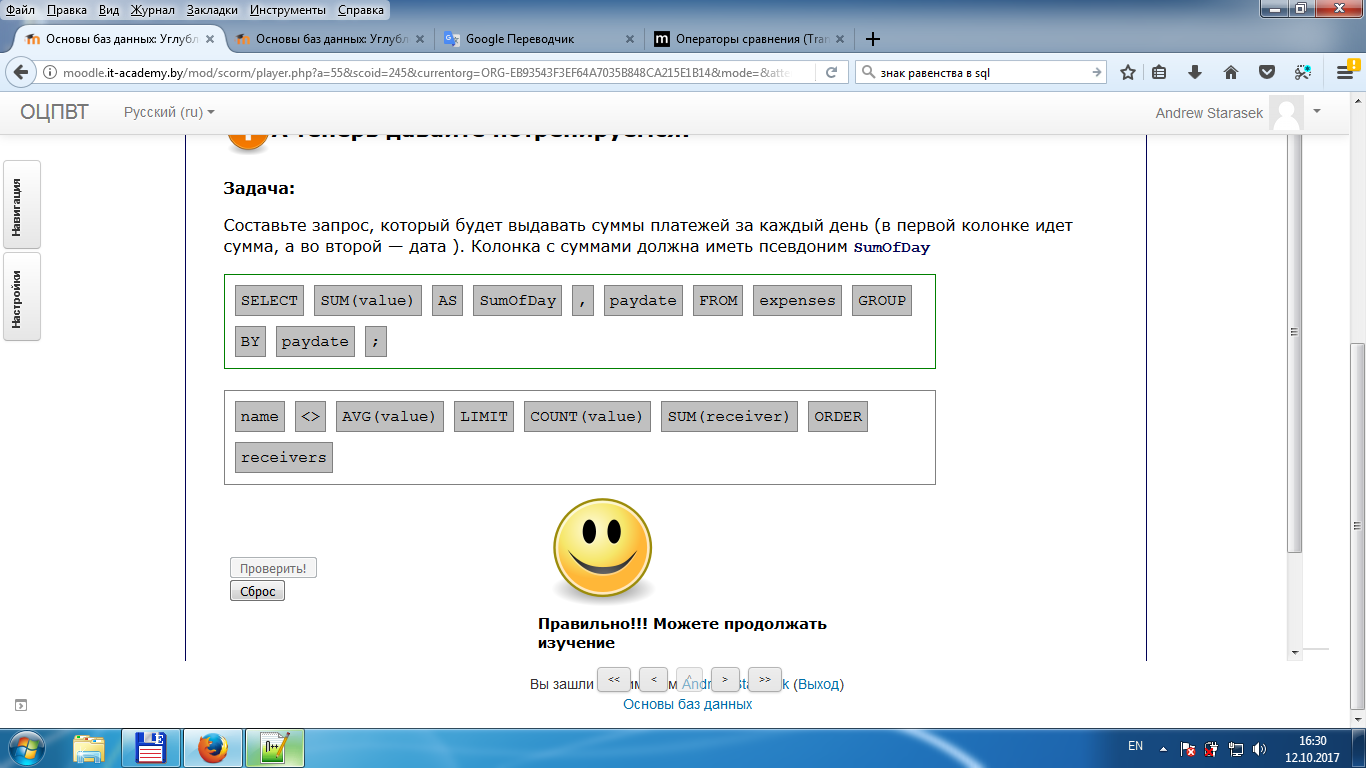 Файл Правка Вид Журнал Закладки Инструменты Справка
Основы баз данных: Углубл × Основы баз данных: Углубл × Google Переводчик × Операторы сравнения (Tran ×
moodle.it-academy.by/mod/scorm/player.php?a=55&scoid=245&currentorg=ORG-EB93543F3EF64A7035B848CA215E1B14&mode=&atte
знак равенства в sql
ОЦПВТ Русский (ru) Andrew Starasek
А теперь давайте потренируемся!
Навигация
Настройки
Задача:
Составьте запрос, который будет выдавать суммы платежей за каждый день (в первой колонке идет
сумма, а во второй — дата ). Колонка с суммами должна иметь псевдоним SumOfDay
SELECT SUM(value) AS SumOfDay , paydate FROM expenses GROUP
BY paydate ;
name <> AVG(value) LIMIT COUNT(value) SUM(receiver) ORDER
receivers
Проверить!
Сброс
Правильно!!! Можете продолжать
изучение
<< < ^ > >>
Вы зашли (Выход)
Основы баз данных
EN
16:30
12.10.2017